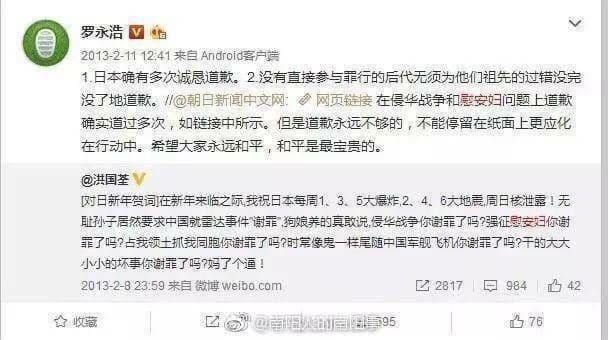 罗永浩
2013-2-11 12:41 来自 Android客户端
1.日本确有多次诚恳道歉。2.没有直接参与罪行的后代无须为他们祖先的过错没完
没了地道歉。//@朝日新闻中文网: 网页链接 在侵华战争和慰安妇问题上道歉
确实道过多次，如链接中所示。但是道歉永远不够的，不能停留在纸面上更应化
在行动中。希望大家永远和平，和平是最宝贵的。
@洪国荃
[对日新年贺词]在新年来临之际,我祝日本每周1、3、5大爆炸,2、4、6大地震,周日核泄露！无
耻孙子居然要求中国就雷达事件"谢罪",狗娘养的真敢说,侵华战争你谢罪了吗?强征慰安妇你谢
罪了吗?占我领土抓我同胞你谢罪了吗?时常像鬼一样尾随中国军舰飞机你谢罪了吗?干的大大
小小的坏事你谢罪了吗?妈了个逼！
2013-2-8 23:59 来自 微博 weibo.com 2817 984 42
收藏 595 76
@南阳人的南阳事